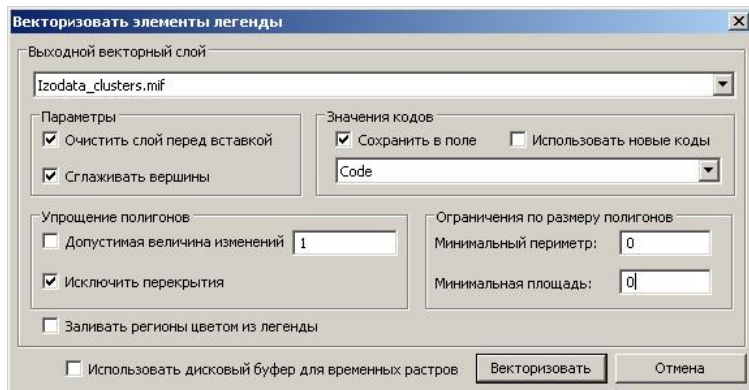 Векторизовать элементы легенды
Выходной векторный слой
Izodata_clusters.mif
Параметры
Очистить слой перед вставкой
Сглаживать вершины
Значения кодов
Сохранить в поле Использовать новые коды
Code
Упрощение полигонов
Допустимая величина изменений 1
Исключить перекрытия
Ограничения по размеру полигонов
Минимальный периметр: 0
Минимальная площадь: 0
Заливать регионы цветом из легенды
Использовать дисковый буфер для временных растров Векторизовать Отмена